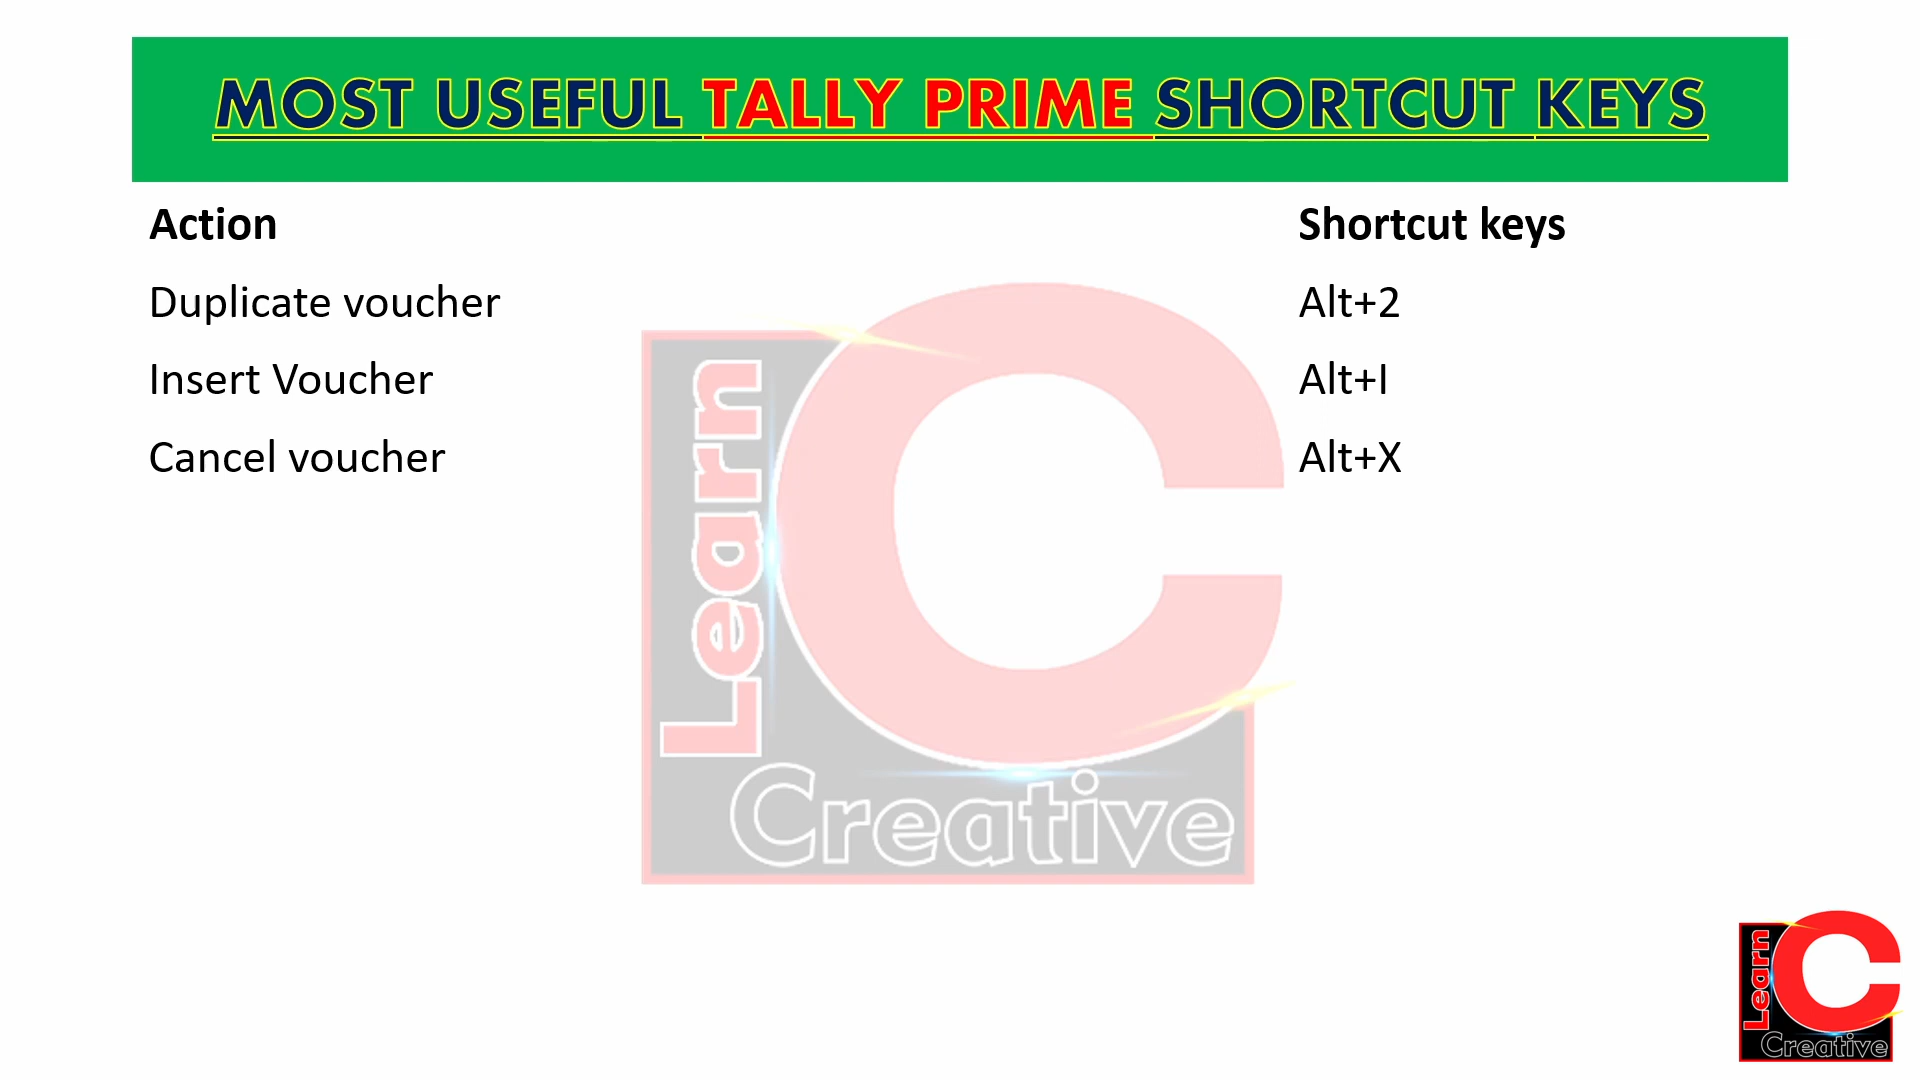 MOST USEFUL TALLY PRIME SHORTCUT KEYS
Action Shortcut keys
Duplicate voucher Alt+2
Insert Voucher Alt+I
Cancel voucher Alt+X
Learn
Creative
Learn
Creative